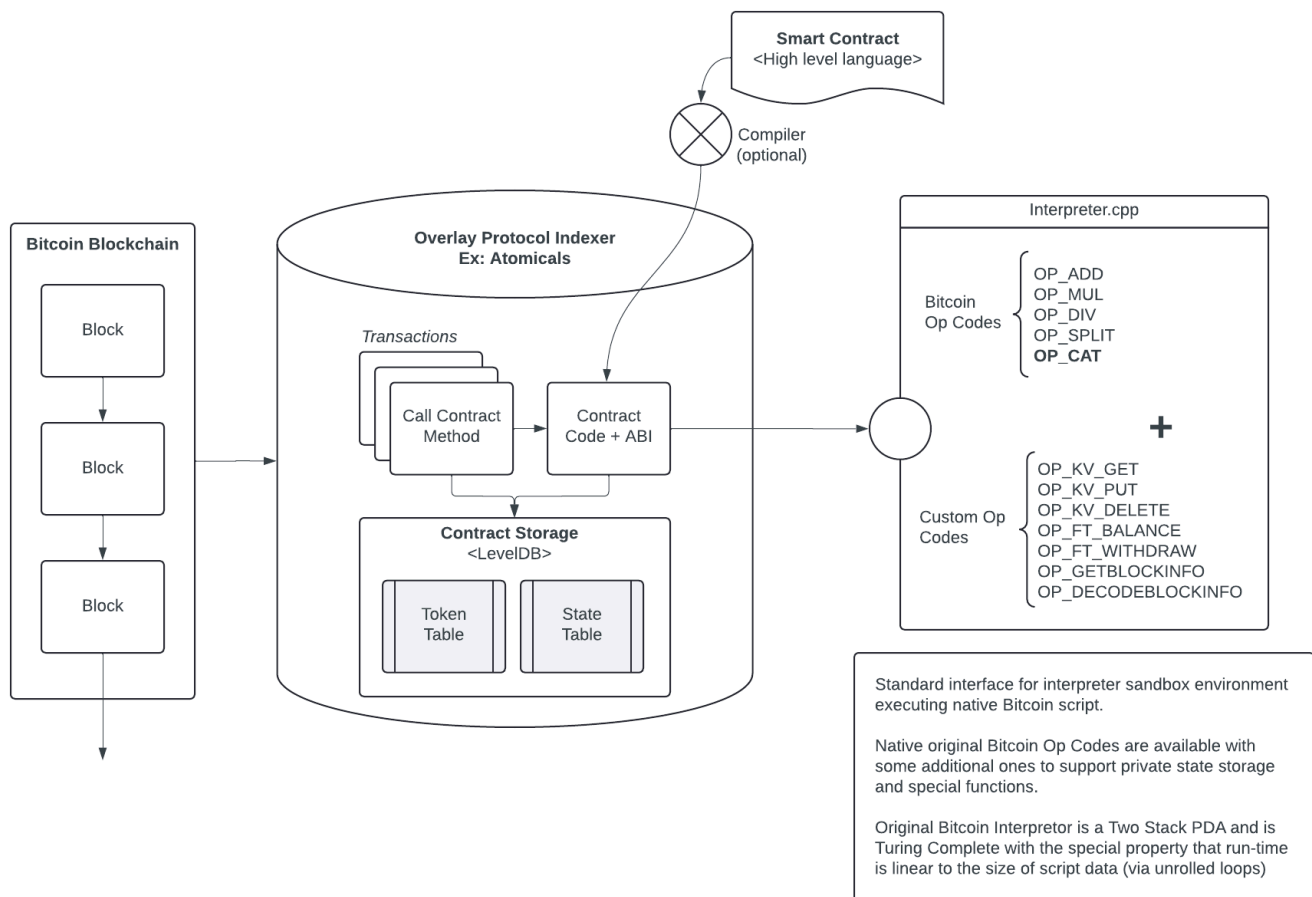 Smart Contract
<High level language>
Compiler
(optional)
Bitcoin Blockchain
Block
Block
Block
Overlay Protocol Indexer
Ex: Atomicals
Transactions
Call Contract
Method
Contract
Code + ABI
Contract Storage
<LevelDB>
Token
Table
State
Table
Interpreter.cpp
Bitcoin
Op Codes
OP_ADD
OP_MUL
OP_DIV
OP_SPLIT
OP_CAT
+
Custom Op
Codes
OP_KV_GET
OP_KV_PUT
OP_KV_DELETE
OP_FT_BALANCE
OP_FT_WITHDRAW
OP_GETBLOCKINFO
OP_DECODEBLOCKINFO
Standard interface for interpreter sandbox environment
executing native Bitcoin script.
Native original Bitcoin Op Codes are available with
some additional ones to support private state storage
and special functions.
Original Bitcoin Interpretor is a Two Stack PDA and is
Turing Complete with the special property that run-time
is linear to the size of script data (via unrolled loops)